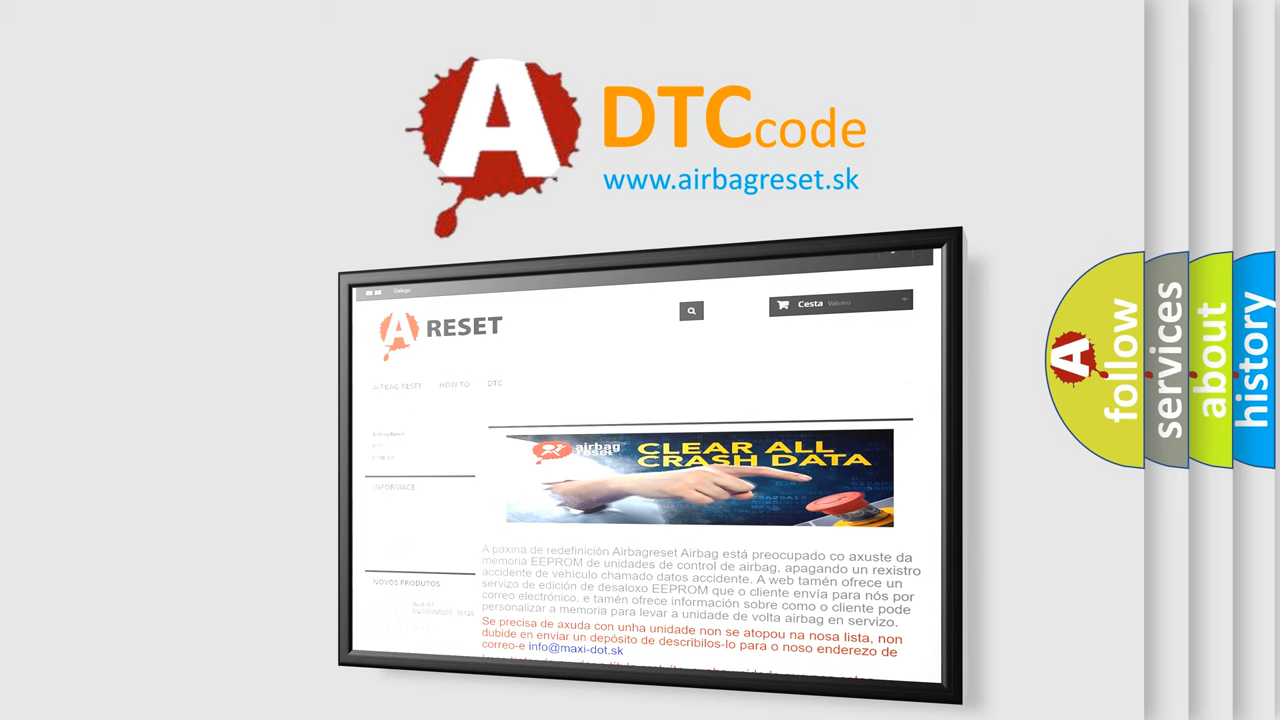 A
DTCcode
www.airbagreset.sk
Galego
A RESET
Cesta Valeiro
AIRBAG RESET HOW TO DTC
INFORMACE
NOVOS PRODUTOS
airbag
reset
CLEAR ALL
CRASH DATA
A páxina de redefinición Airbagreset Airbag está preocupado co axuste da
memoria EEPROM de unidades de control de airbag, apagando un rexistro
accidente de vehículo chamado datos accidente. A web tamén ofrece un
servizo de edición de desaloxo EEPROM que o cliente envía para nós por
correo electrónico, e tamén ofrece información sobre como o cliente pode
personalizar a memoria para levar a unidade de volta airbag en servizo.
Se precisa de axuda con unha unidade non se atopou na nosa lista, non
dubide en enviar un depósito de describilos-lo para o noso enderezo de
correo-e info@maxi-dot.sk
A
follow
services
about
history